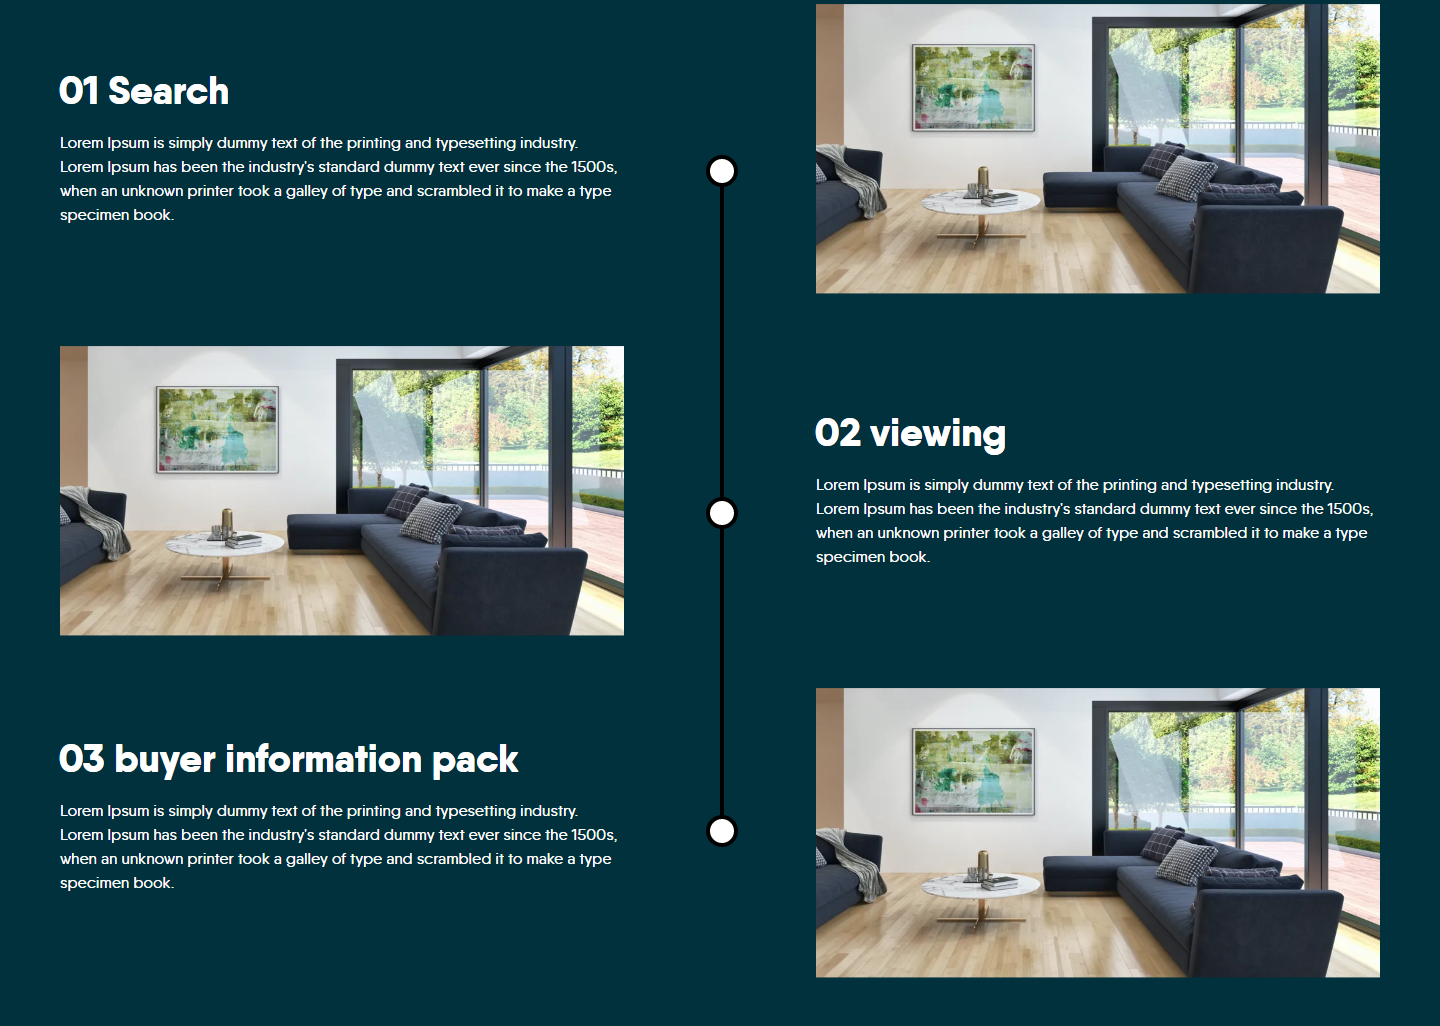 01 Search
Lorem Ipsum is simply dummy text of the printing and typesetting industry.
Lorem Ipsum has been the industry's standard dummy text ever since the 1500s,
when an unknown printer took a galley of type and scrambled it to make a type
specimen book.
02 viewing
Lorem Ipsum is simply dummy text of the printing and typesetting industry.
Lorem Ipsum has been the industry's standard dummy text ever since the 1500s,
when an unknown printer took a galley of type and scrambled it to make a type
specimen book.
03 buyer information pack
Lorem Ipsum is simply dummy text of the printing and typesetting industry.
Lorem Ipsum has been the industry's standard dummy text ever since the 1500s,
when an unknown printer took a galley of type and scrambled it to make a type
specimen book.